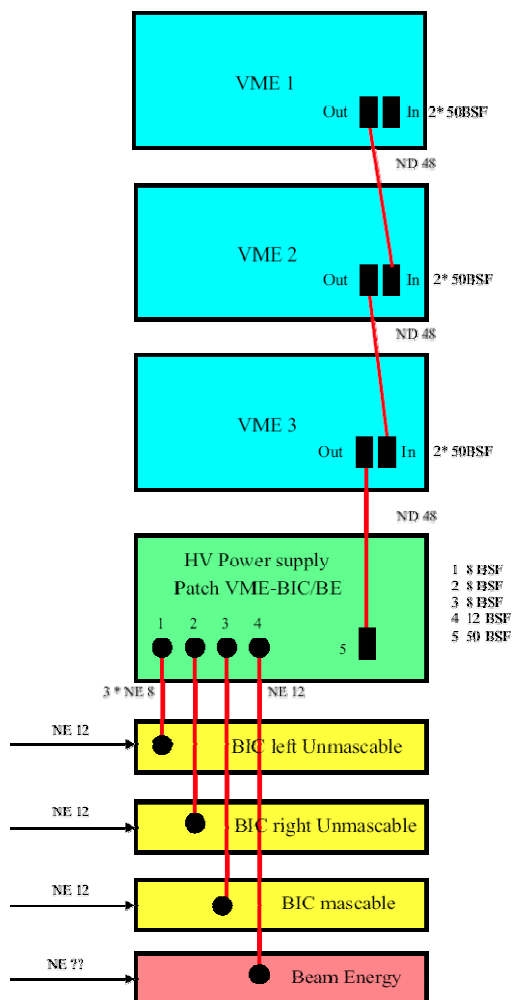 VME 1
Out In 2* 50BSF
ND 48
VME 2
Out In 2* 50BSF
ND 48
VME 3
Out In 2* 50BSF
ND 48
HV Power supply
Patch VME-BIC/BE
1 8 BSF
2 8 BSF
3 8 BSF
4 12 BSF
5 50 BSF
1 2 3 4
5
3 * NE 8
NE 12
NE 12
BIC left Unmascable
NE 12
BIC right Unmascable
NE 12
BIC mascable
NE ??
Beam Energy